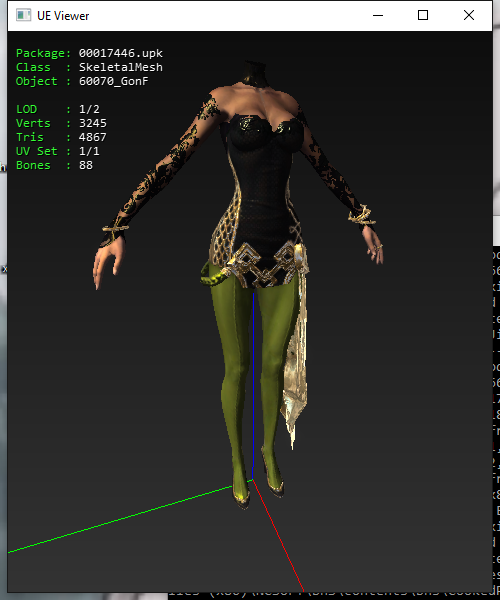 UE Viewer
Package: 00017446.upk
Class : SkeletalMesh
Object : 60070_GonF
LOD : 1/2
Verts : 3245
Tris : 4867
UV Set : 1/1
Bones : 88